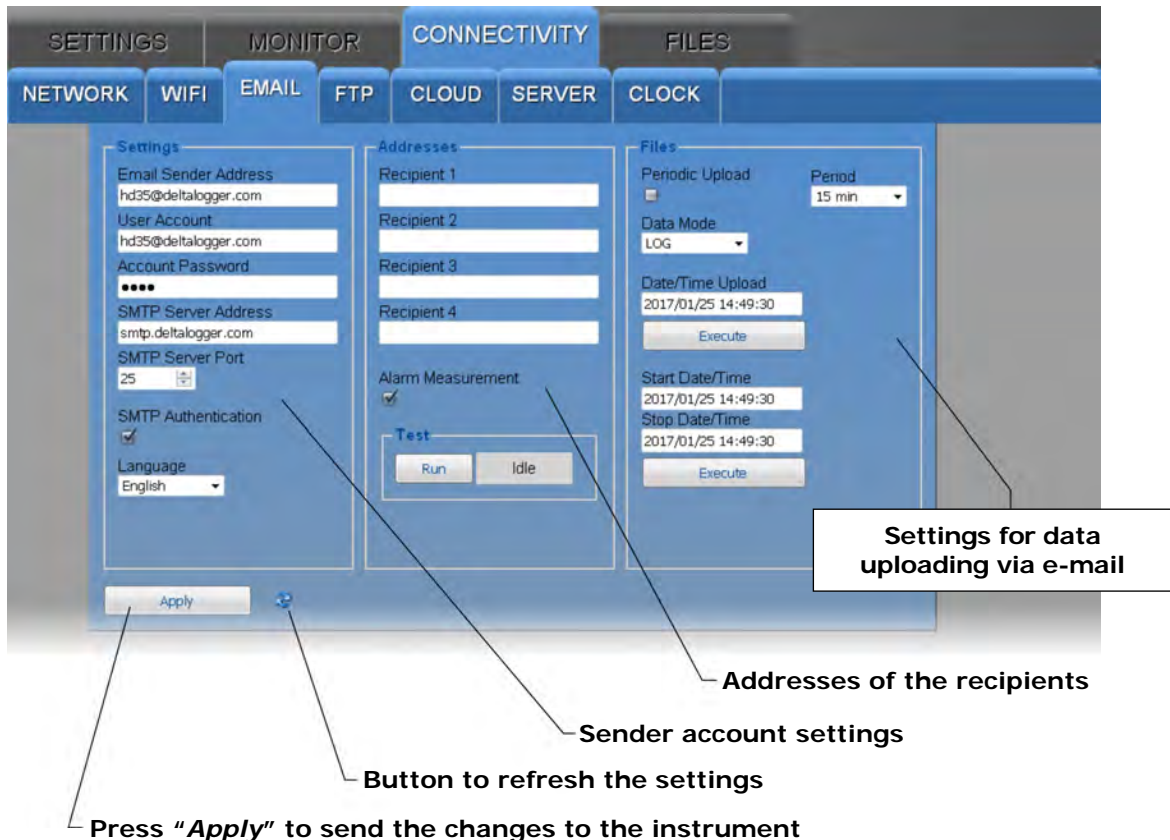 SETTINGS MONITOR CONNECTIVITY FILES
NETWORK WIFI EMAIL FTP CLOUD SERVER CLOCK
Settings
Email Sender Address
hd35@deltalogger.com
User Account
hd35@deltalogger.com
Account Password
••••
SMTP Server Address
smtp.deltalogger.com
SMTP Server Port
25
SMTP Authentication
Language
English
Addresses
Recipient 1
Recipient 2
Recipient 3
Recipient 4
Alarm Measurement
Test
Run Idle
Files
Periodic Upload Period
15 min
Data Mode
LOG
Date/Time Upload
2017/01/25 14:49:30
Execute
Start Date/Time
2017/01/25 14:49:30
Stop Date/Time
2017/01/25 14:49:30
Execute
Settings for data
uploading via e-mail
Apply
Addresses of the recipients
Sender account settings
Button to refresh the settings
Press “Apply” to send the changes to the instrument